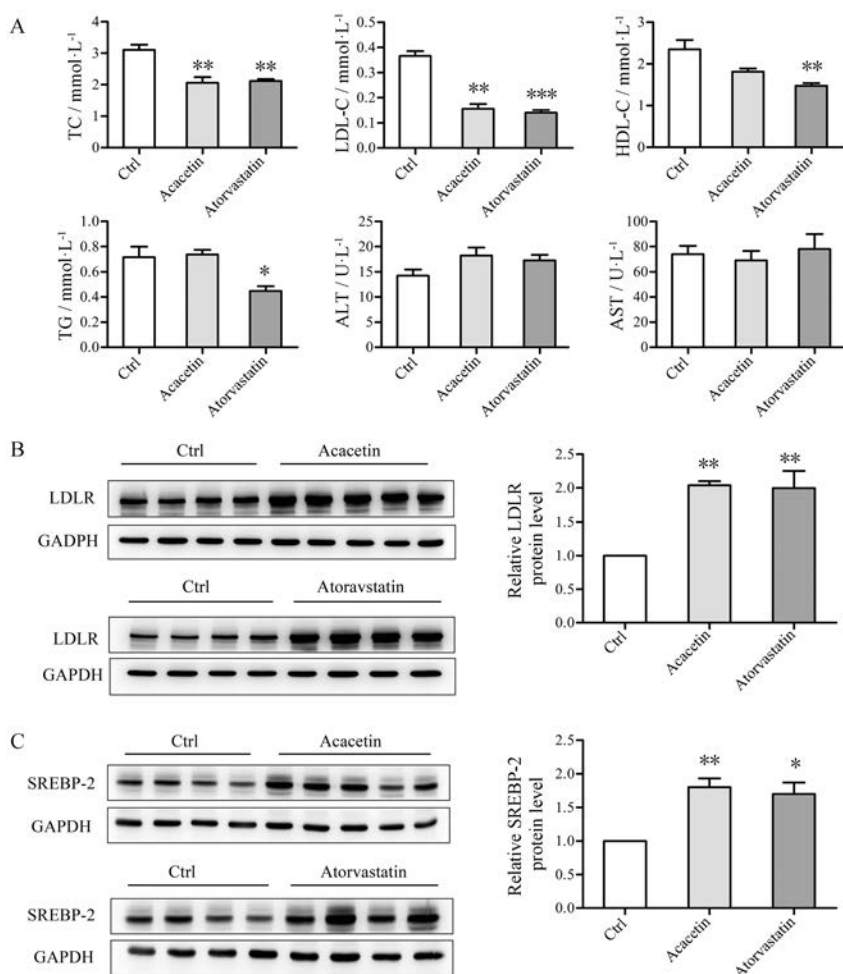 A
TC / mmol·L⁻¹
4
3
2
1
0
**
**
Ctrl
Acacetin
Atorvastatin
LDL-C / mmol·L⁻¹
0.5
0.4
0.3
0.2
0.1
0.0
**
***
Ctrl
Acacetin
Atorvastatin
HDL-C / mmol·L⁻¹
3
2
1
0
**
Ctrl
Acacetin
Atorvastatin
TG / mmol·L⁻¹
1.0
0.8
0.6
0.4
0.2
0.0
*
Ctrl
Acacetin
Atorvastatin
ALT / U·L⁻¹
25
20
15
10
5
0
Ctrl
Acacetin
Atorvastatin
AST / U·L⁻¹
100
80
60
40
20
0
Ctrl
Acacetin
Atorvastatin
B
Ctrl Acacetin
LDLR
GADPH
Ctrl Atoravstatin
LDLR
GAPDH
Relative LDLR
protein level
2.5
2.0
1.5
1.0
0.5
0.0
**
**
Ctrl
Acacetin
Atorvastatin
C
Ctrl Acacetin
SREBP-2
GAPDH
Ctrl Atorvastatin
SREBP-2
GAPDH
Relative SREBP-2
protein level
2.5
2.0
1.5
1.0
0.5
0.0
**
*
Ctrl
Acacetin
Atorvastatin